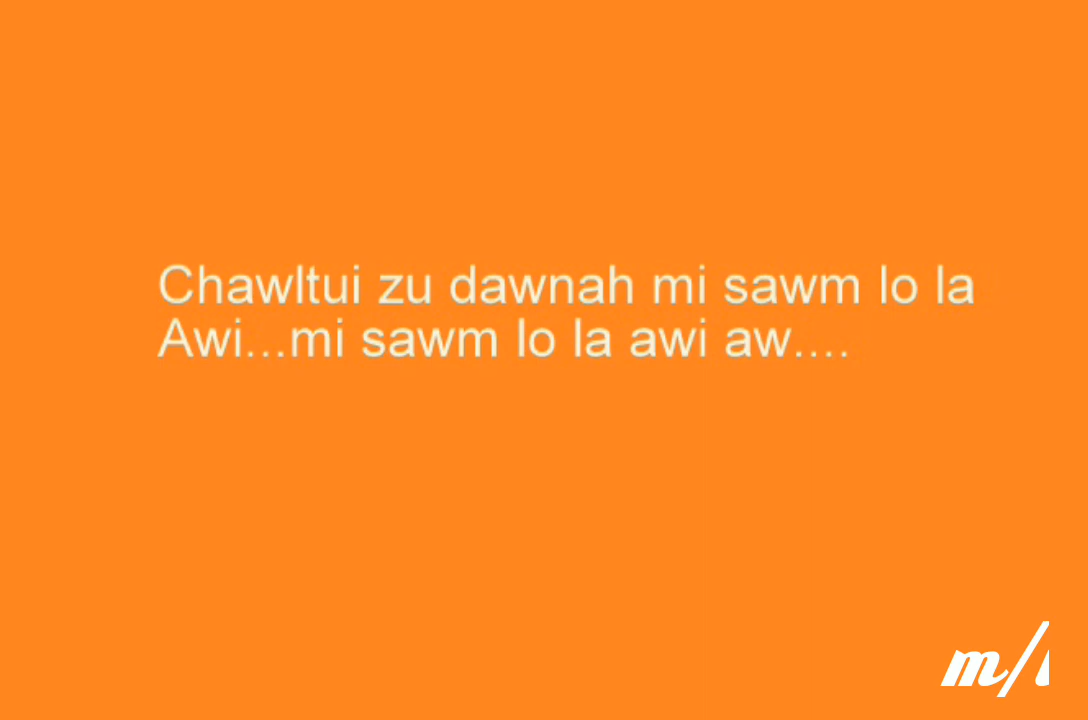 Chawltui zu dawnah mi sawm lo la
Awi...mi sawm lo la awi aw....
m/